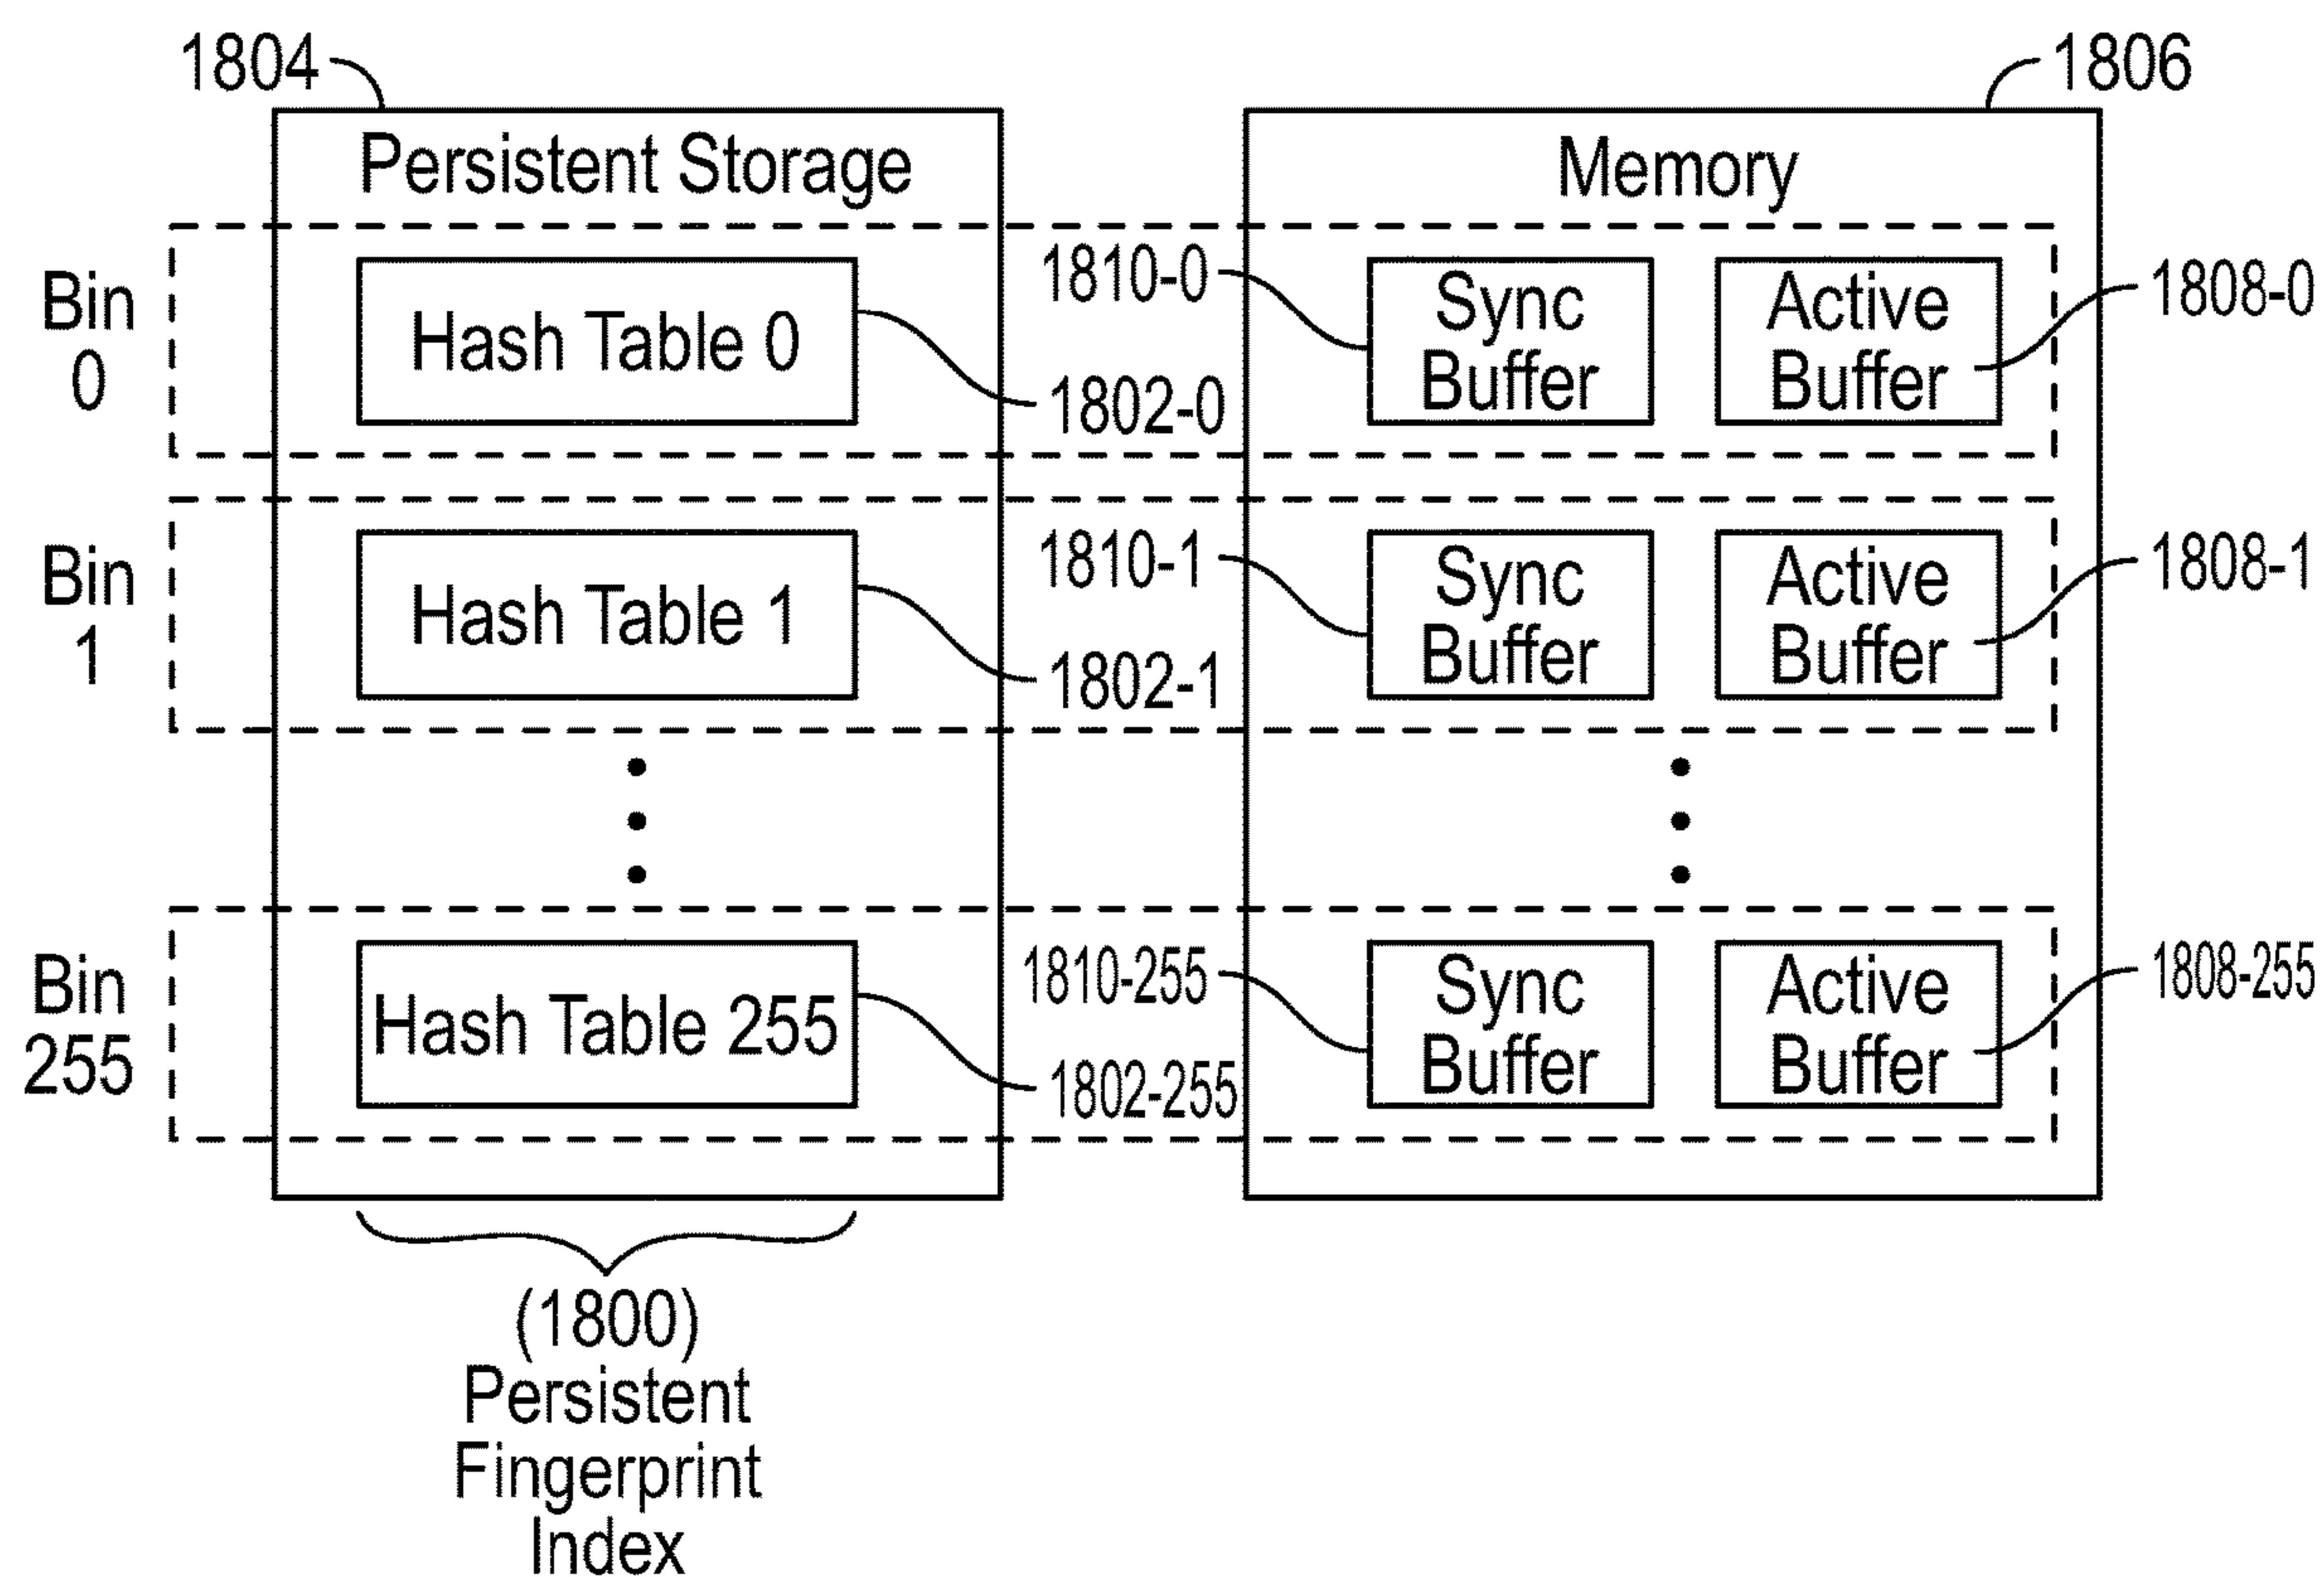 1804
1806
Persistent Storage
Memory
Bin
0
Hash Table 0
1810-0
1802-0
Sync
Buffer
Active
Buffer
1808-0
Bin
1
Hash Table 1
1810-1
1802-1
Sync
Buffer
Active
Buffer
1808-1
Bin
255
Hash Table 255
1810-255
1802-255
Sync
Buffer
Active
Buffer
1808-255
(1800)
Persistent
Fingerprint
Index